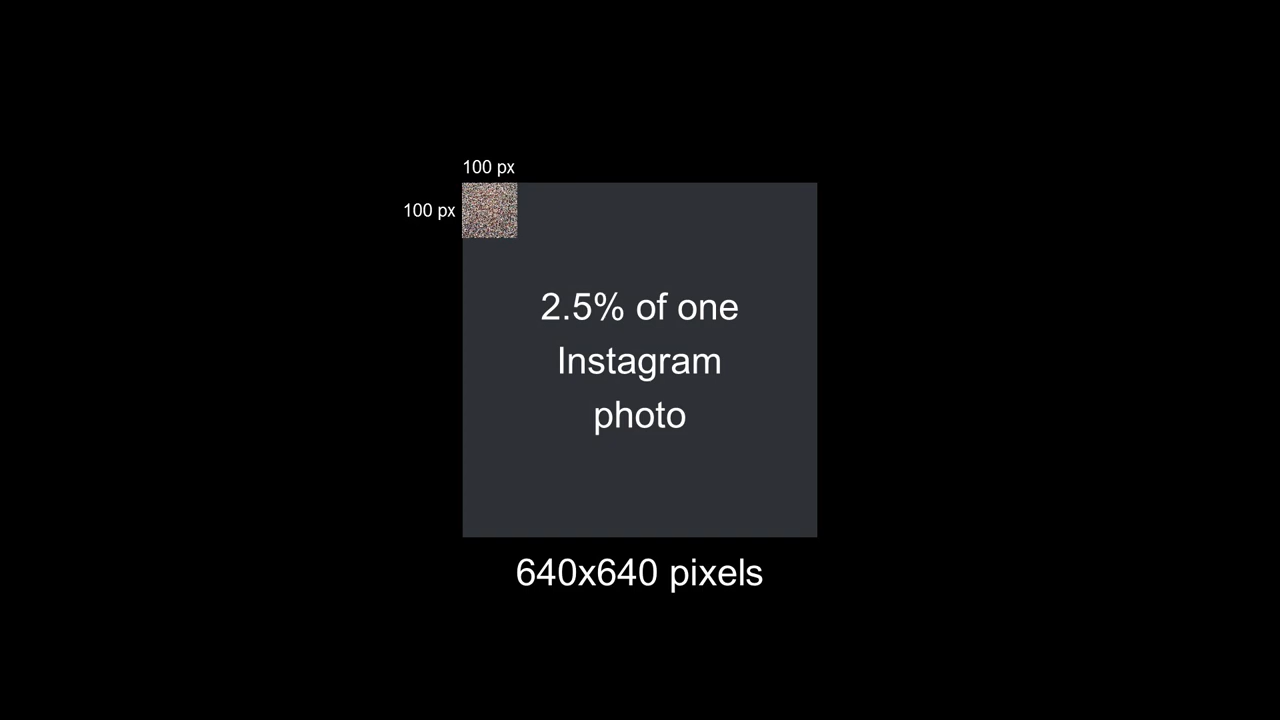 100 px
100 px
2.5% of one
Instagram
photo
640x640 pixels